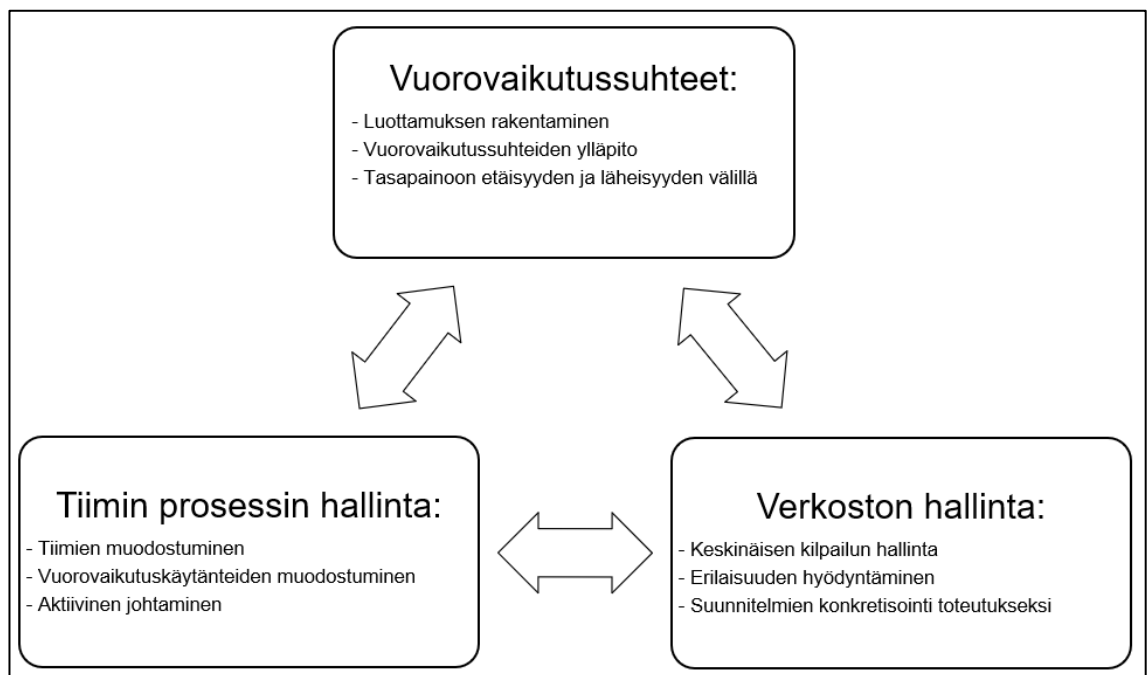 Vuorovaikutussuhteet:
- Luottamuksen rakentaminen
- Vuorovaikutussuhteiden ylläpito
- Tasapainoon etäisyyden ja läheisyyden välillä
Tiimin prosessin hallinta:
- Tiimien muodostuminen
- Vuorovaikutuskäytänteiden muodostuminen
- Aktiivinen johtaminen
Verkoston hallinta:
- Keskinäisen kilpailun hallinta
- Erilaisuuden hyödyntäminen
- Suunnitelmien konkretisointi toteutukseksi